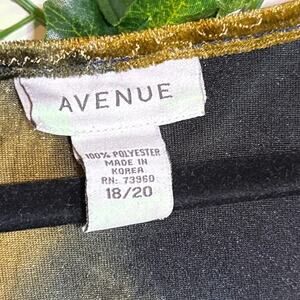 AVENUE
100% POLYESTER
MADE IN
KOREA
RN: 73960
18/20